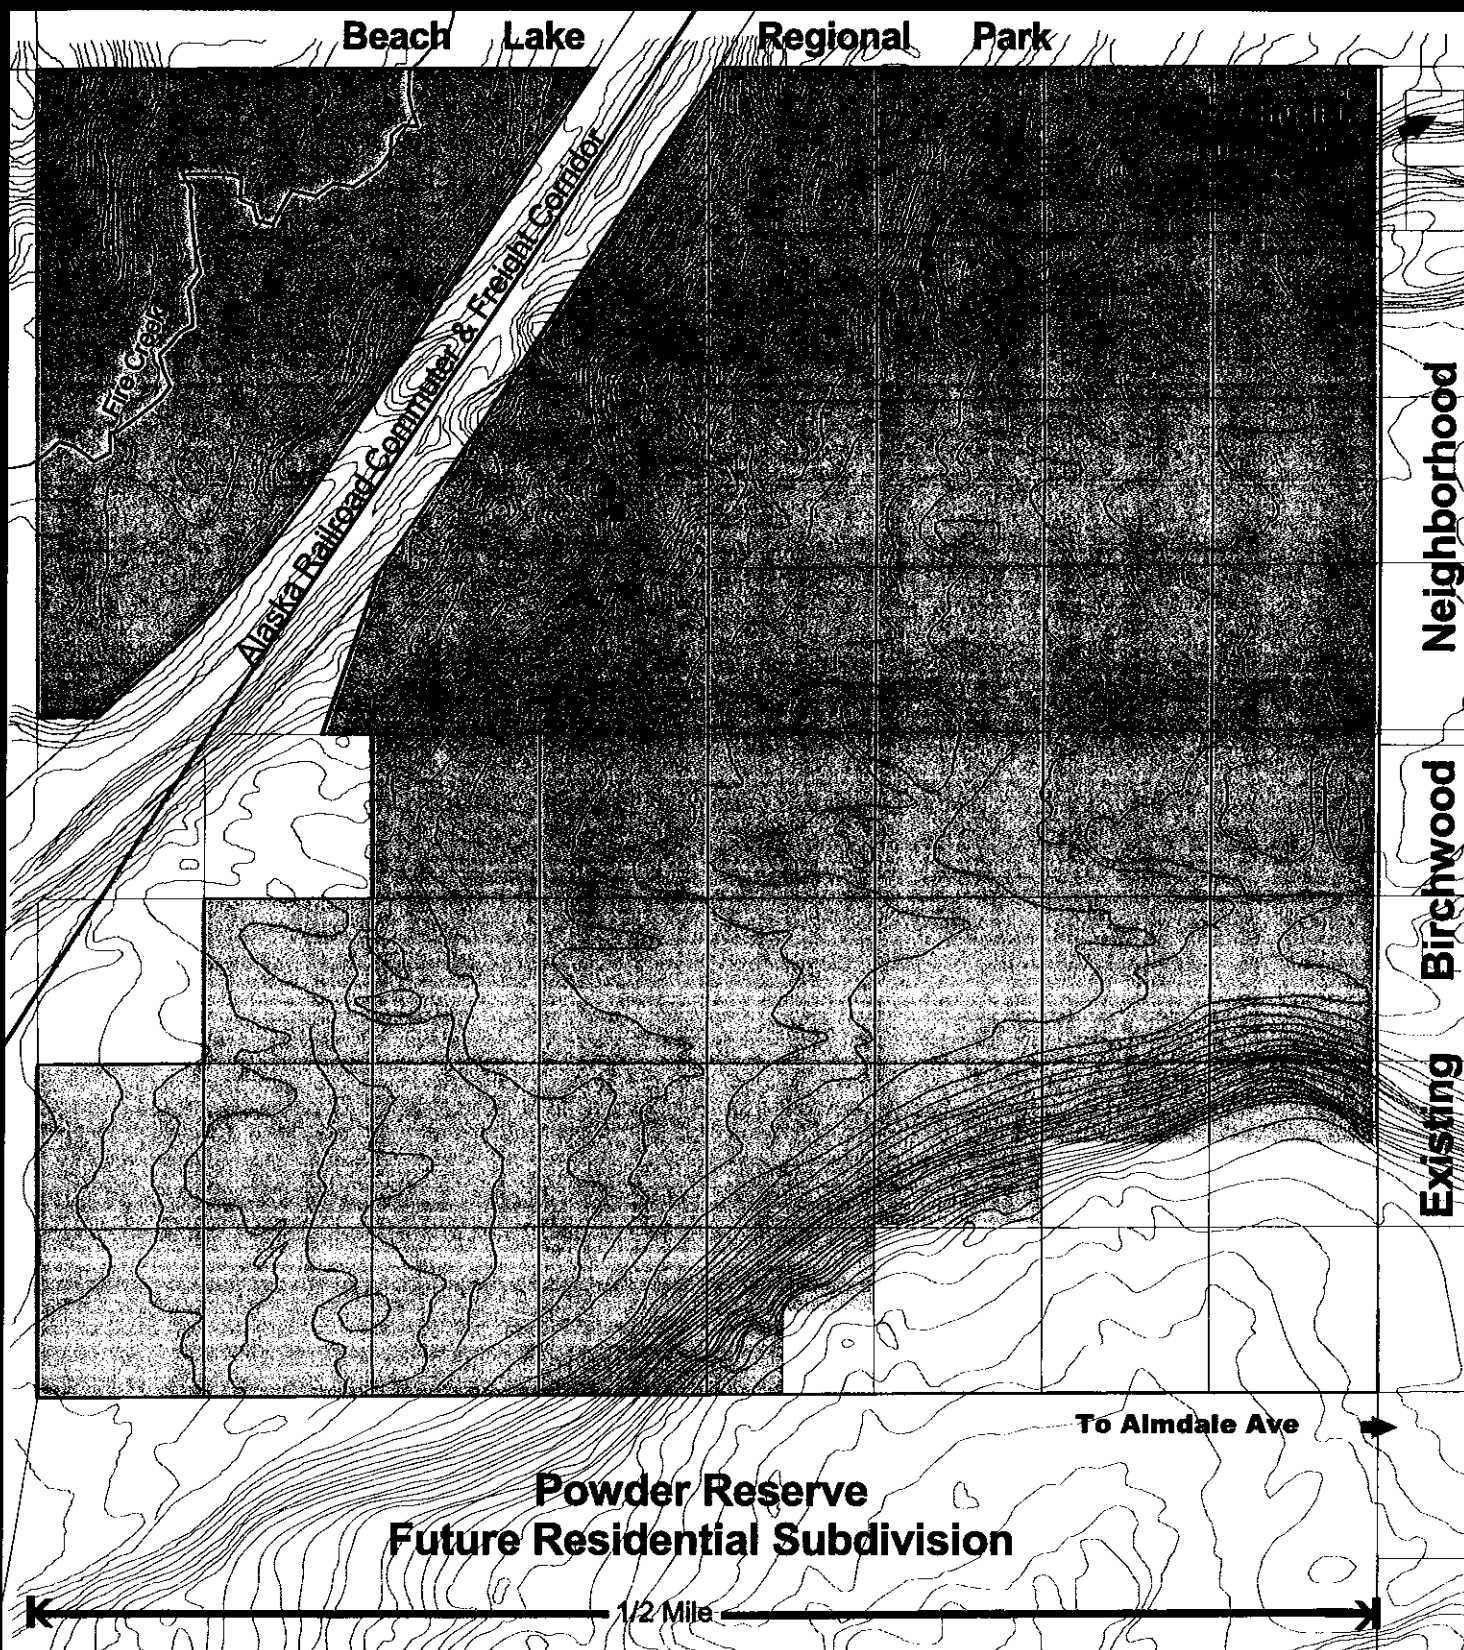 Beach Lake Regional Park
Fire Creek
Alaska Railroad Commuter & Freight Corridor
Existing Birchwood Neighborhood
To Almdale Ave
Powder Reserve
Future Residential Subdivision
1/2 Mile